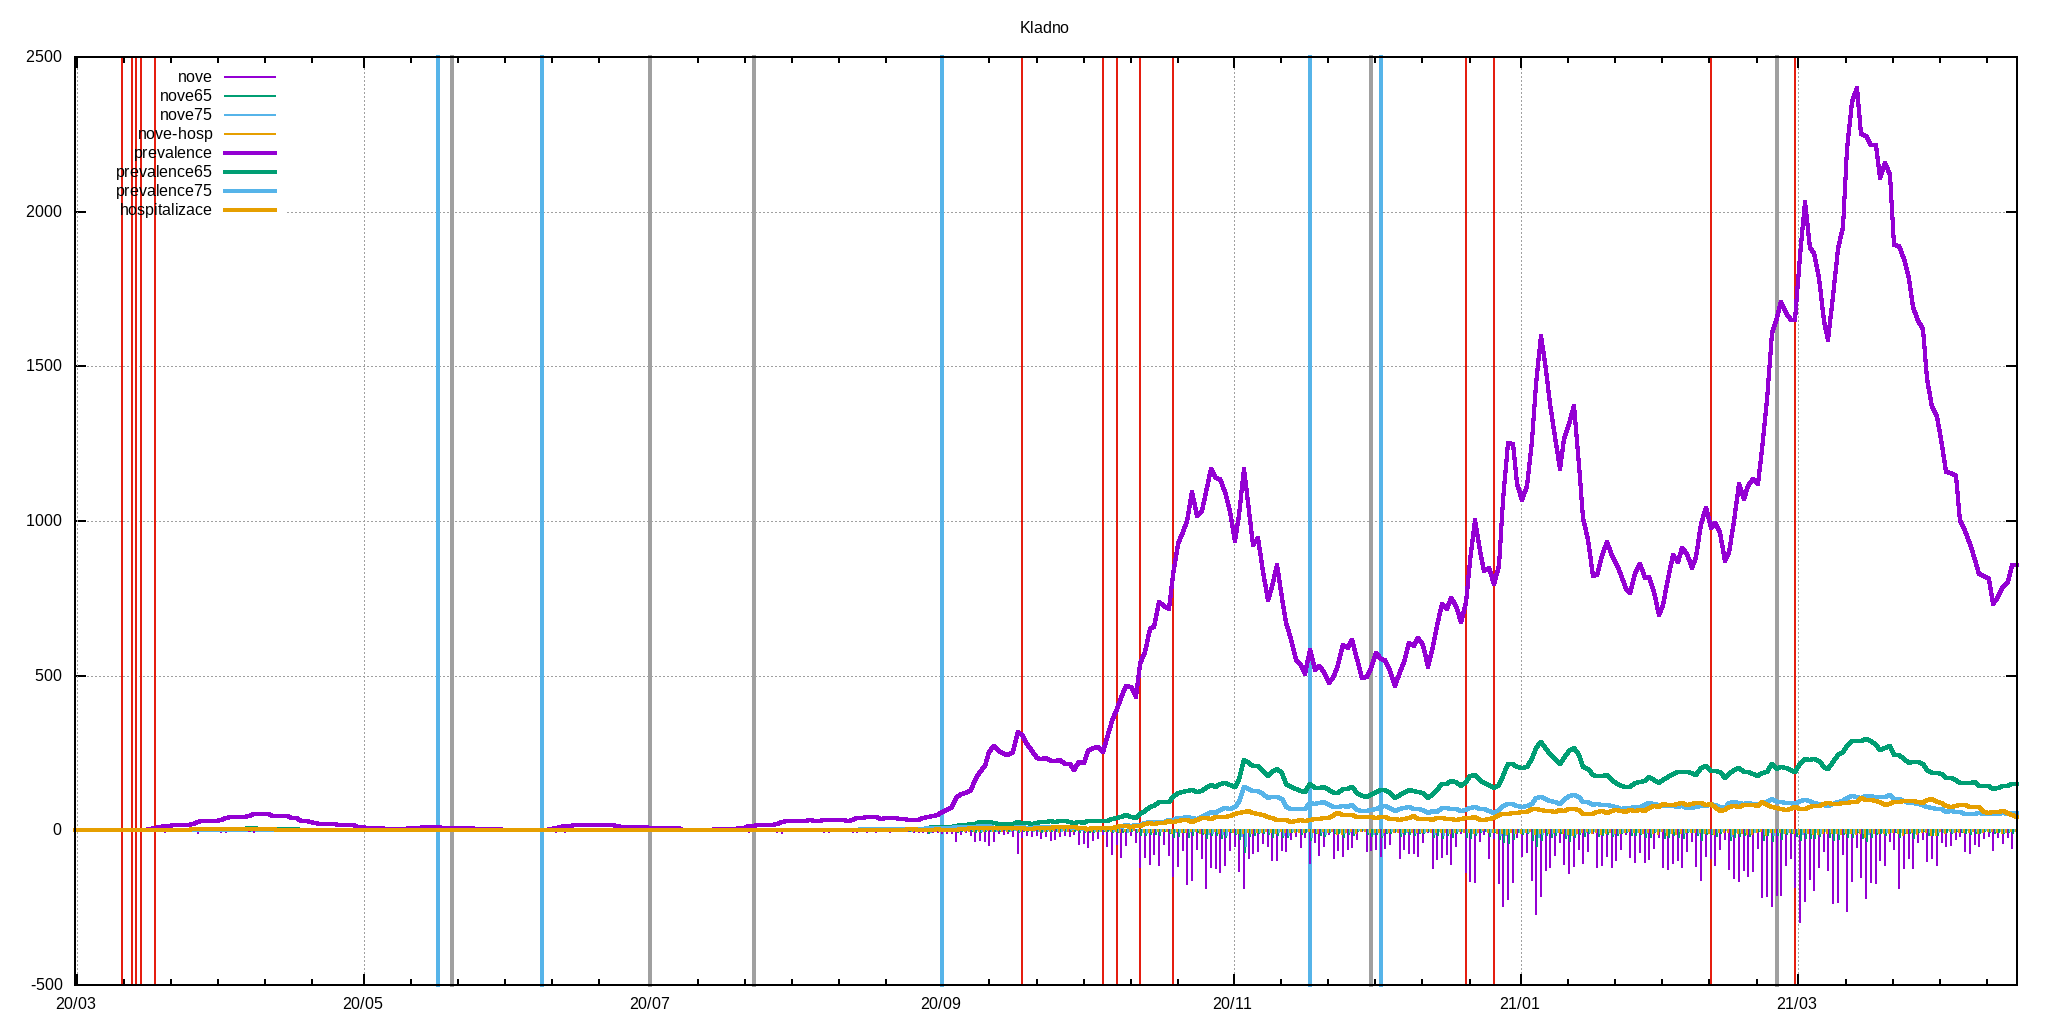 Kladno
2500
2000
1500
1000
500
0
-500
nove
nove65
nove75
nove-hosp
prevalence
prevalence65
prevalence75
hospitalizace
20/03 20/05 20/07 20/09 20/11 21/01 21/03